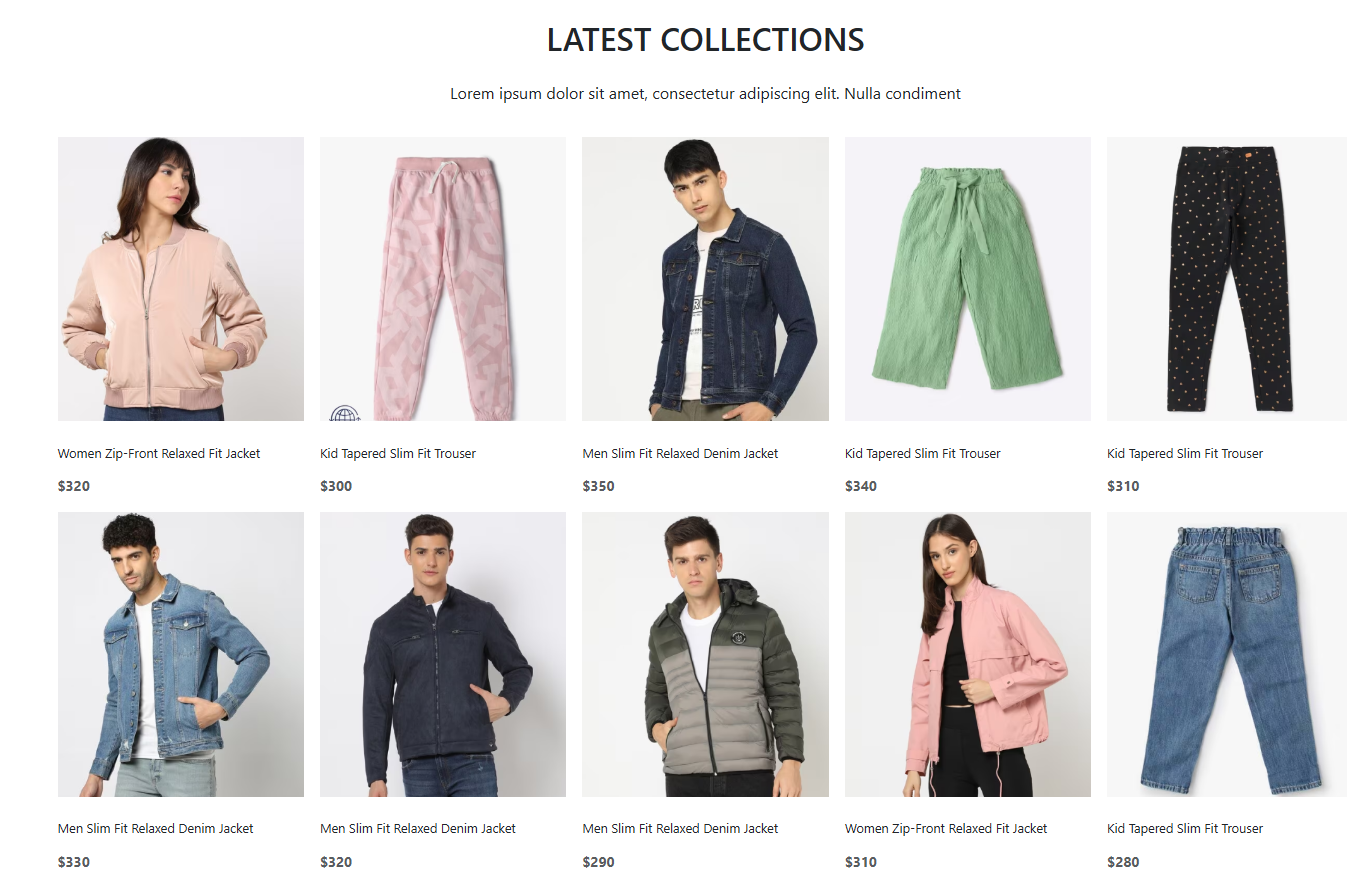 LATEST COLLECTIONS
Lorem ipsum dolor sit amet, consectetur adipiscing elit. Nulla condiment
Women Zip-Front Relaxed Fit Jacket
$320
Kid Tapered Slim Fit Trouser
$300
Men Slim Fit Relaxed Denim Jacket
$350
Kid Tapered Slim Fit Trouser
$340
Kid Tapered Slim Fit Trouser
$310
Men Slim Fit Relaxed Denim Jacket
$330
Men Slim Fit Relaxed Denim Jacket
$320
Men Slim Fit Relaxed Denim Jacket
$290
Women Zip-Front Relaxed Fit Jacket
$310
Kid Tapered Slim Fit Trouser
$280